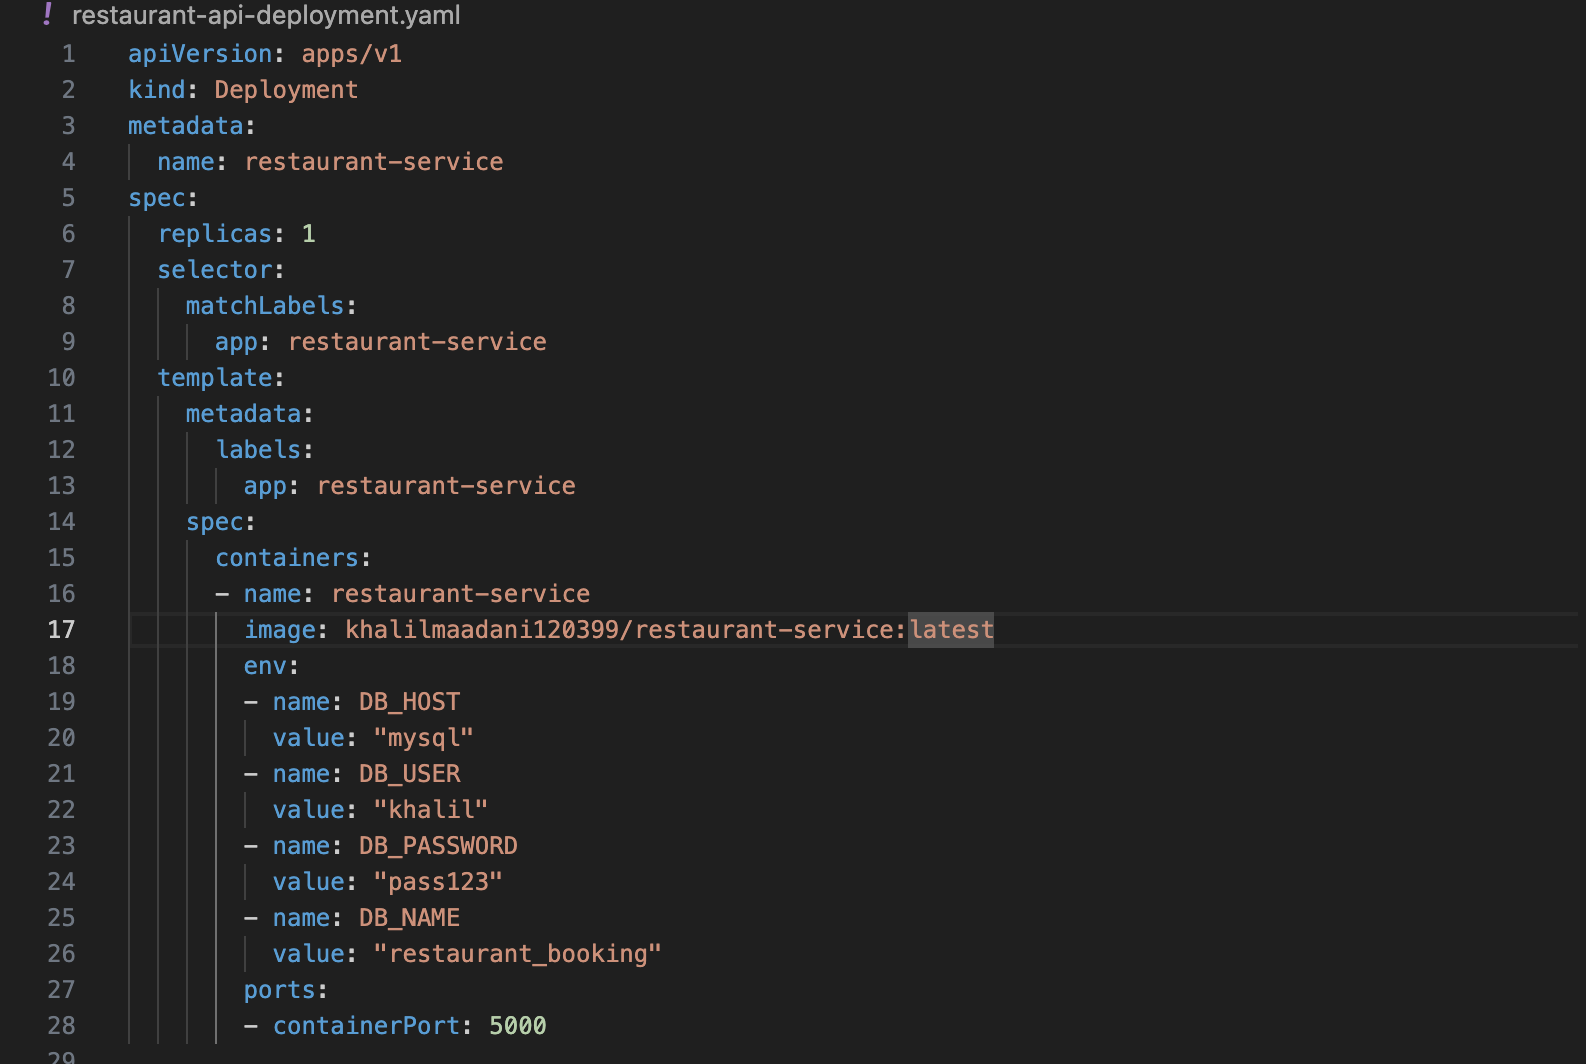 ! restaurant-api-deployment.yaml
1 apiVersion: apps/v1
2 kind: Deployment
3 metadata:
4   name: restaurant-service
5 spec:
6   replicas: 1
7   selector:
8     matchLabels:
9       app: restaurant-service
10   template:
11     metadata:
12       labels:
13         app: restaurant-service
14     spec:
15       containers:
16       - name: restaurant-service
17         image: khalilmaadani120399/restaurant-service:latest
18         env:
19         - name: DB_HOST
20           value: "mysql"
21         - name: DB_USER
22           value: "khalil"
23         - name: DB_PASSWORD
24           value: "pass123"
25         - name: DB_NAME
26           value: "restaurant_booking"
27         ports:
28         - containerPort: 5000
29